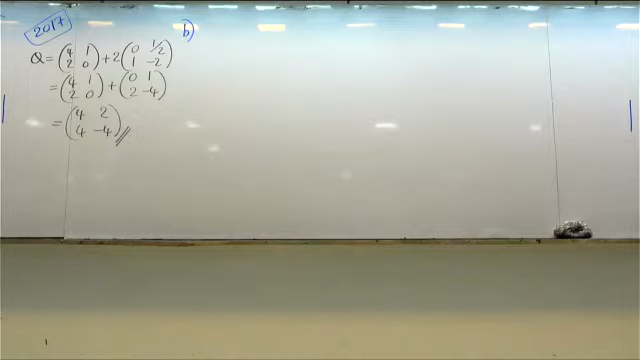 2017
b)
Q = (4 1
2 0) + 2(0 1/2
1 -2)
= (4 1
2 0) + (0 1
2 -4)
= (4 2
4 -4)